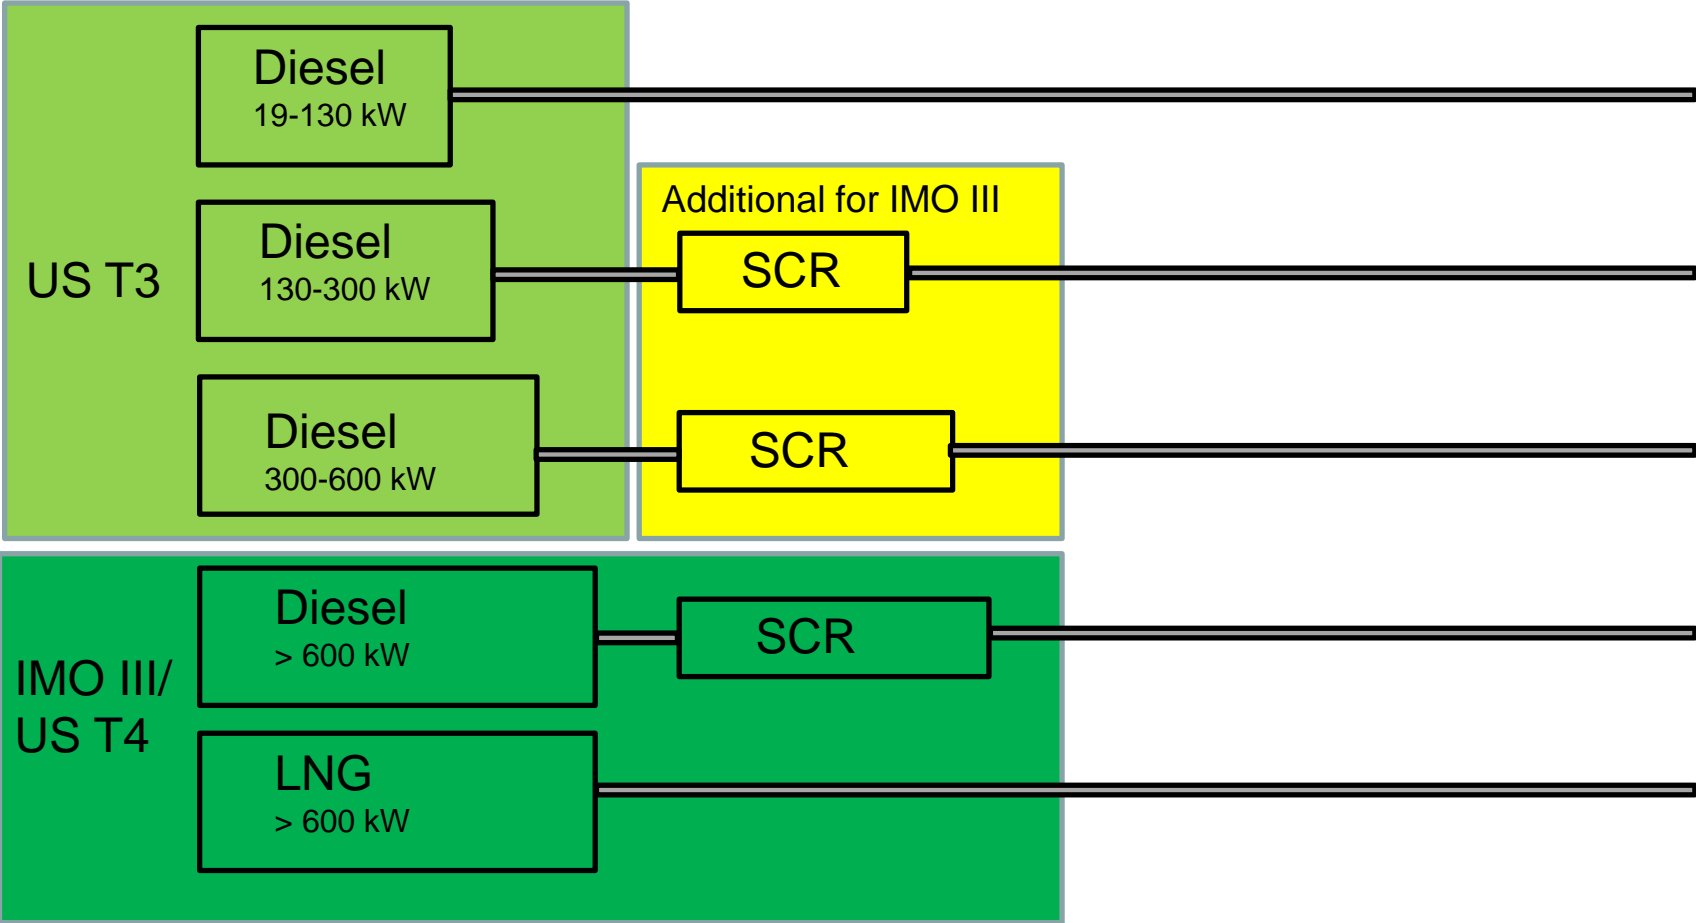 Diesel
19-130 kW
Additional for IMO III
US T3
Diesel
130-300 kW
SCR
Diesel
300-600 kW
SCR
IMO III/
US T4
Diesel
> 600 kW
SCR
LNG
> 600 kW